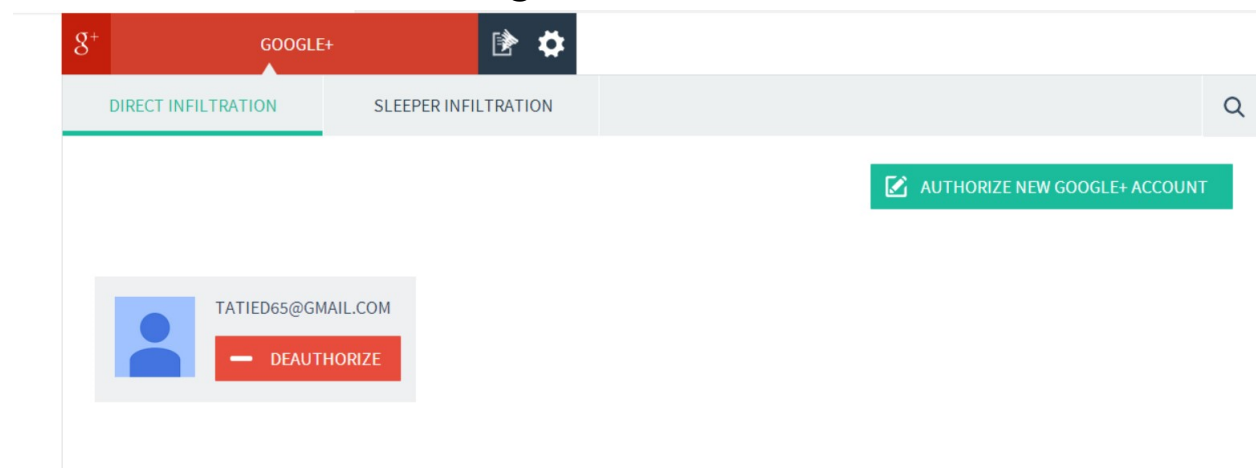 g+ GOOGLE+
DIRECT INFILTRATION SLEEPER INFILTRATION
AUTHORIZE NEW GOOGLE+ ACCOUNT
TATIED65@GMAIL.COM
DEAUTHORIZE